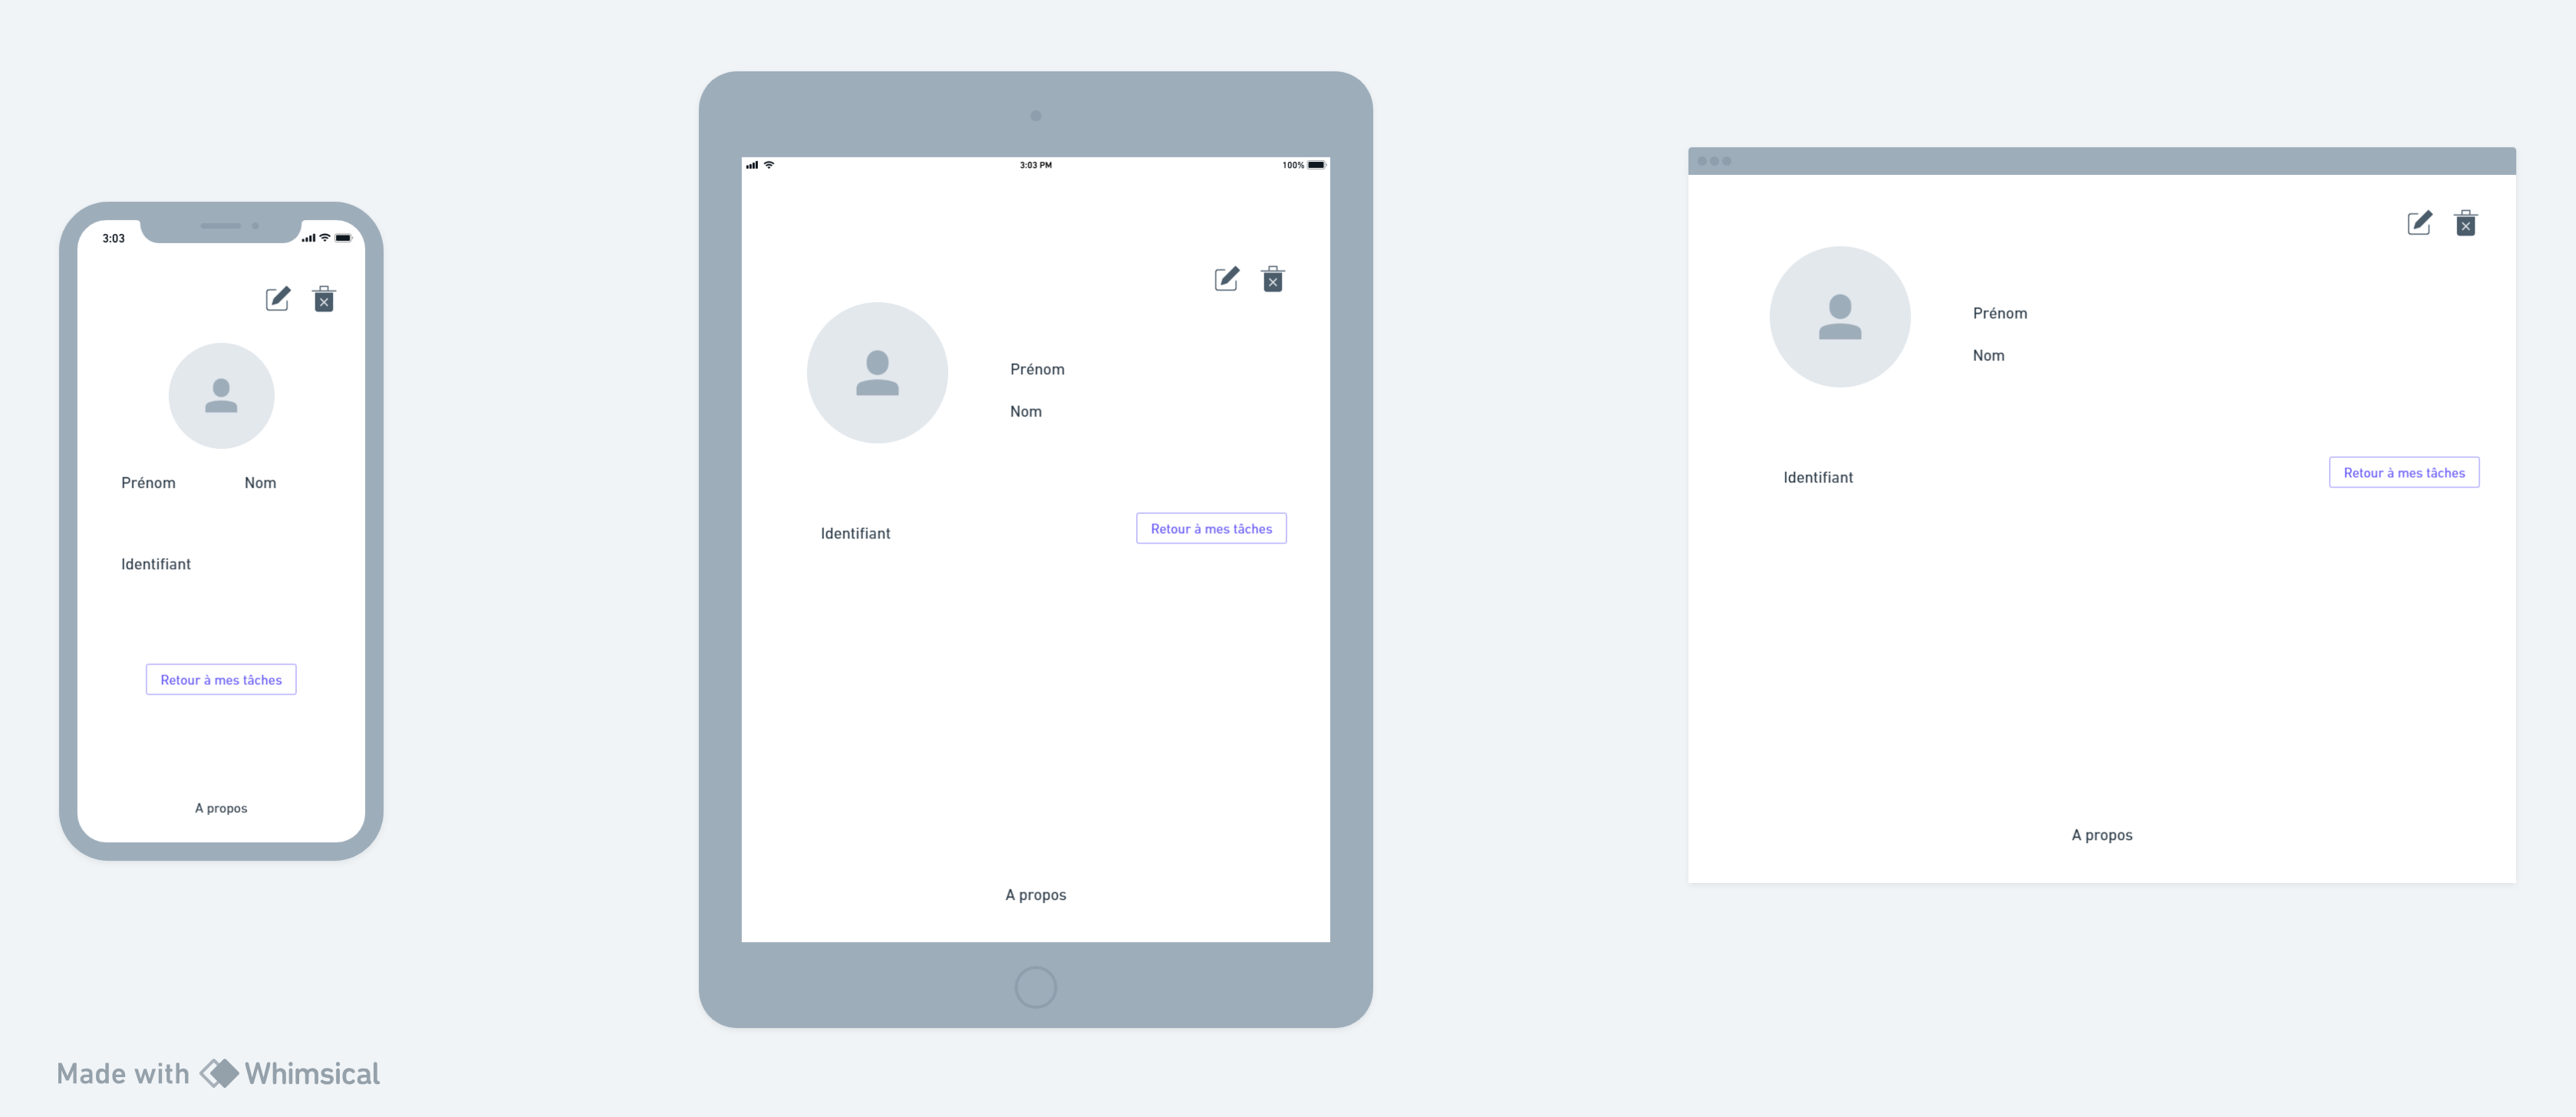 3:03
Prénom Nom
Identifiant
Retour à mes tâches
A propos
3:03 PM
100%
Prénom
Nom
Identifiant
Retour à mes tâches
A propos
Prénom
Nom
Identifiant
Retour à mes tâches
A propos
Made with Whimsical